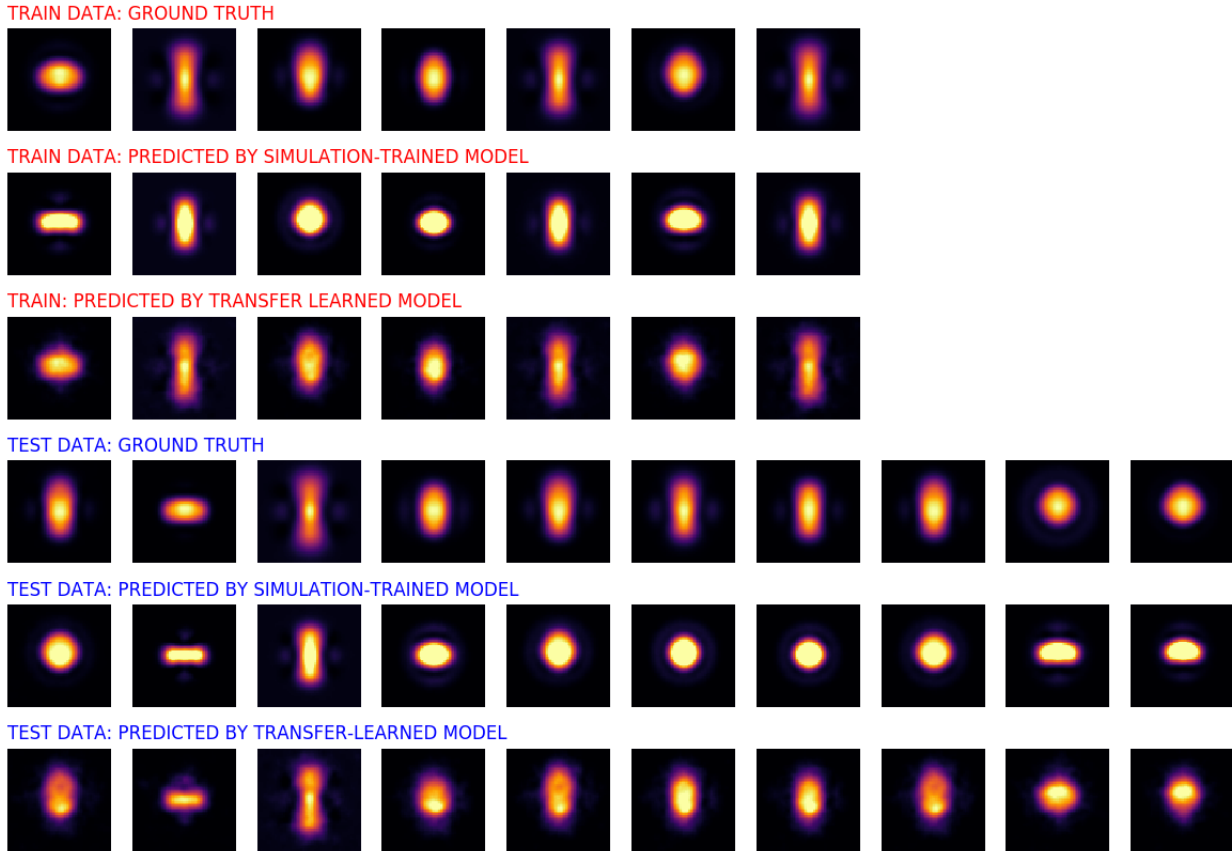 TRAIN DATA: GROUND TRUTH
TRAIN DATA: PREDICTED BY SIMULATION-TRAINED MODEL
TRAIN: PREDICTED BY TRANSFER LEARNED MODEL
TEST DATA: GROUND TRUTH
TEST DATA: PREDICTED BY SIMULATION-TRAINED MODEL
TEST DATA: PREDICTED BY TRANSFER-LEARNED MODEL